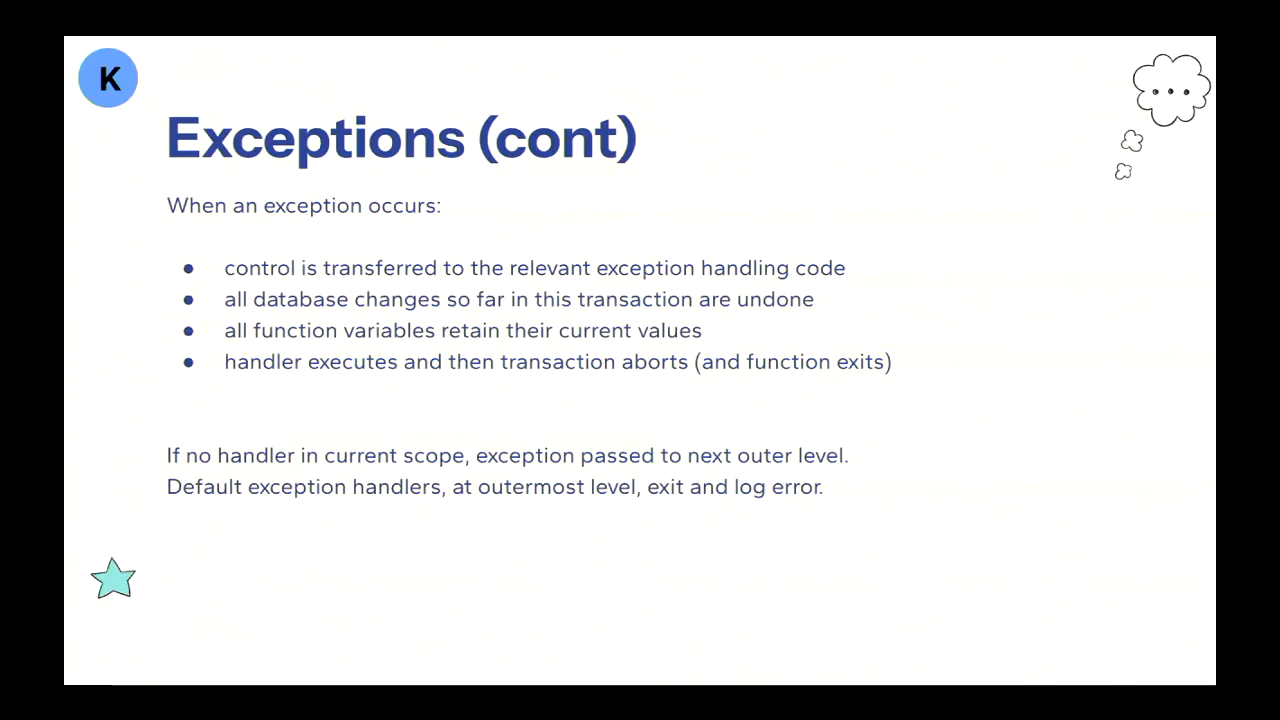 K
Exceptions (cont)
When an exception occurs:
● control is transferred to the relevant exception handling code
● all database changes so far in this transaction are undone
● all function variables retain their current values
● handler executes and then transaction aborts (and function exits)
If no handler in current scope, exception passed to next outer level.
Default exception handlers, at outermost level, exit and log error.